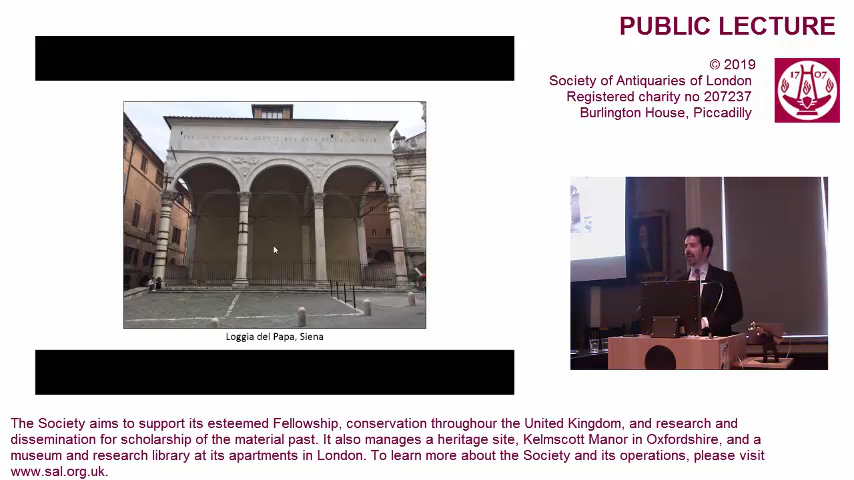 PUBLIC LECTURE
© 2019
Society of Antiquaries of London
Registered charity no 207237
Burlington House, Piccadilly
1707
Loggia del Papa, Siena
The Society aims to support its esteemed Fellowship, conservation throughour the United Kingdom, and research and
dissemination for scholarship of the material past. It also manages a heritage site, Kelmscott Manor in Oxfordshire, and a
museum and research library at its apartments in London. To learn more about the Society and its operations, please visit
www.sal.org.uk.